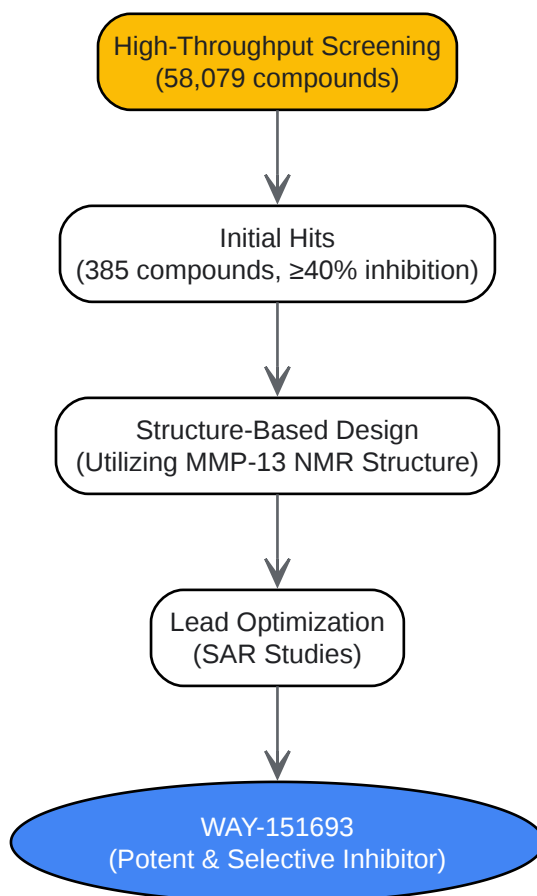 High-Throughput Screening
(58,079 compounds)
Initial Hits
(385 compounds, ≥40% inhibition)
Structure-Based Design
(Utilizing MMP-13 NMR Structure)
Lead Optimization
(SAR Studies)
WAY-151693
(Potent & Selective Inhibitor)